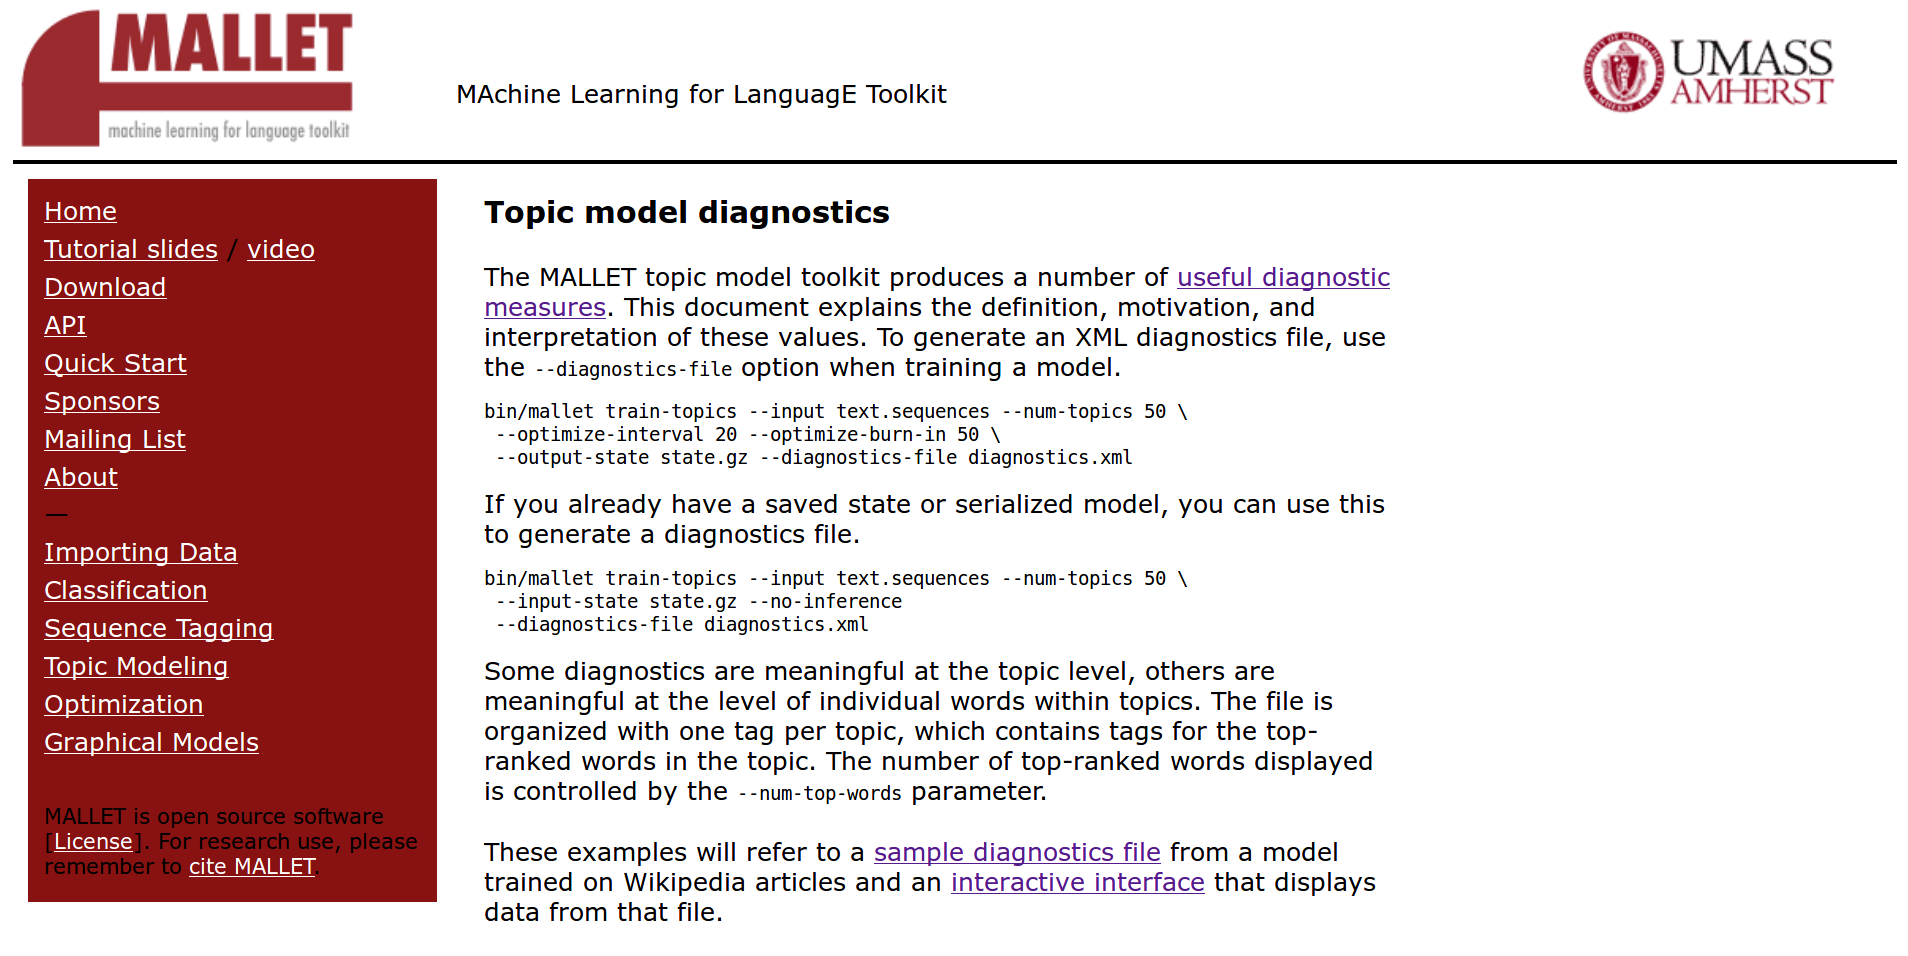 MALLET
machine learning for language toolkit
MAchine Learning for LanguagE Toolkit
UNIVERSITY OF MASSACHUSETTS AMHERST
UMASS
AMHERST
Home
Tutorial slides / video
Download
API
Quick Start
Sponsors
Mailing List
About
—
Importing Data
Classification
Sequence Tagging
Topic Modeling
Optimization
Graphical Models
MALLET is open source software
[License]. For research use, please
remember to cite MALLET.
Topic model diagnostics
The MALLET topic model toolkit produces a number of useful diagnostic
measures. This document explains the definition, motivation, and
interpretation of these values. To generate an XML diagnostics file, use
the --diagnostics-file option when training a model.
bin/mallet train-topics --input text.sequences --num-topics 50 \
--optimize-interval 20 --optimize-burn-in 50 \
--output-state state.gz --diagnostics-file diagnostics.xml
If you already have a saved state or serialized model, you can use this
to generate a diagnostics file.
bin/mallet train-topics --input text.sequences --num-topics 50 \
--input-state state.gz --no-inference
--diagnostics-file diagnostics.xml
Some diagnostics are meaningful at the topic level, others are
meaningful at the level of individual words within topics. The file is
organized with one tag per topic, which contains tags for the top-
ranked words in the topic. The number of top-ranked words displayed
is controlled by the --num-top-words parameter.
These examples will refer to a sample diagnostics file from a model
trained on Wikipedia articles and an interactive interface that displays
data from that file.